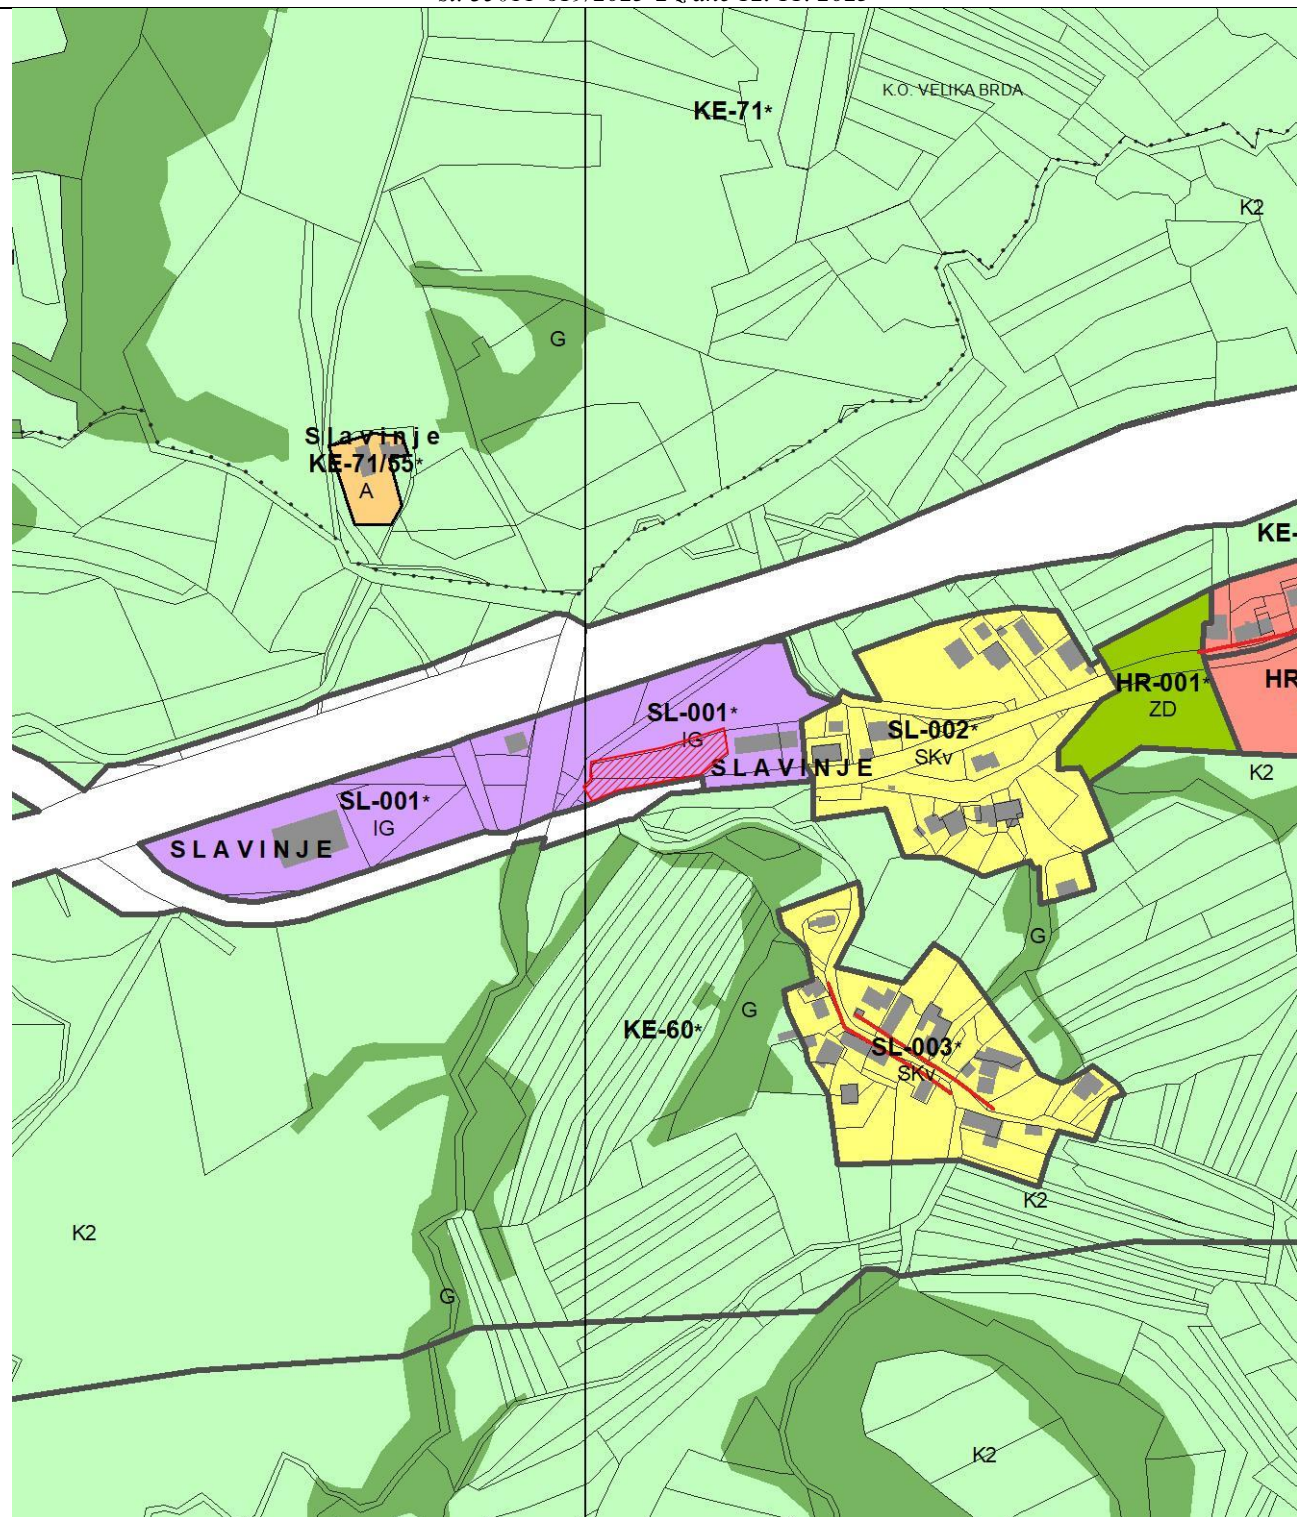 K.O. VELIKA BRDA
KE-71*
K2
G
Slavinje
KE-71/55*
A
KE-
HR-001*
ZD
HR
SL-001*
IG
SL-002*
SKv
SLAVINJE
K2
SL-001*
IG
SLAVINJE
G
G
KE-60*
SL-003*
SKv
K2
K2
G
K2